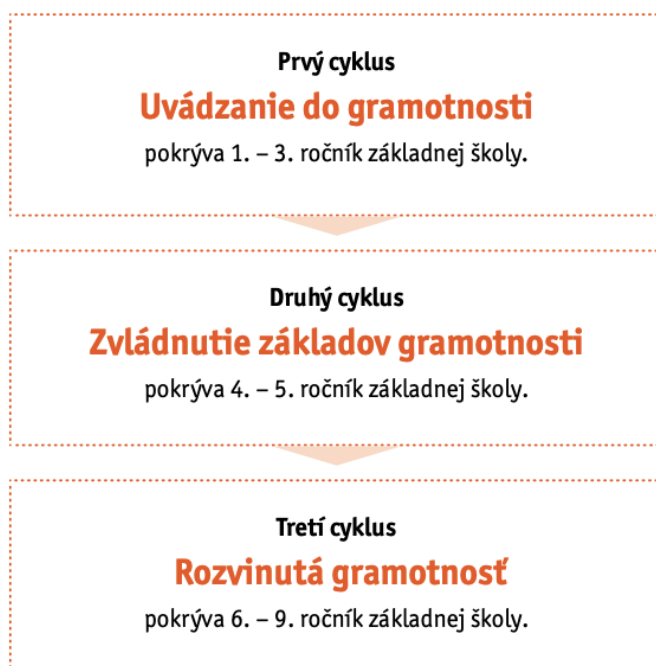 Prvý cyklus
Uvádzanie do gramotnosti
pokrýva 1. – 3. ročník základnej školy.
Druhý cyklus
Zvládnutie základov gramotnosti
pokrýva 4. – 5. ročník základnej školy.
Tretí cyklus
Rozvinutá gramotnosť
pokrýva 6. – 9. ročník základnej školy.